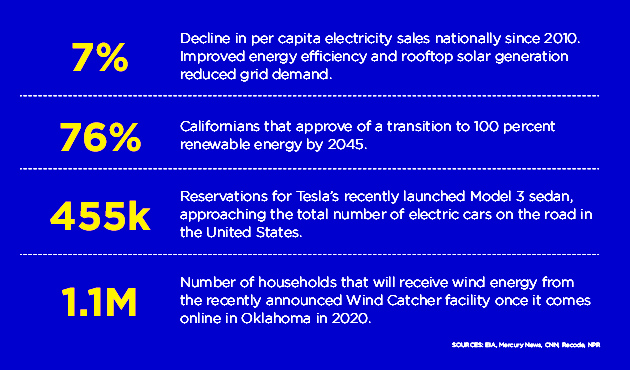 7%
Decline in per capita electricity sales nationally since 2010.
Improved energy efficiency and rooftop solar generation
reduced grid demand.
76%
Californians that approve of a transition to 100 percent
renewable energy by 2045.
455k
Reservations for Tesla's recently launched Model 3 sedan,
approaching the total number of electric cars on the road in
the United States.
1.1M
Number of households that will receive wind energy from
the recently announced Wind Catcher facility once it comes
online in Oklahoma in 2020.
SOURCES: EIA, Mercury News, CNN, Recode, NPR